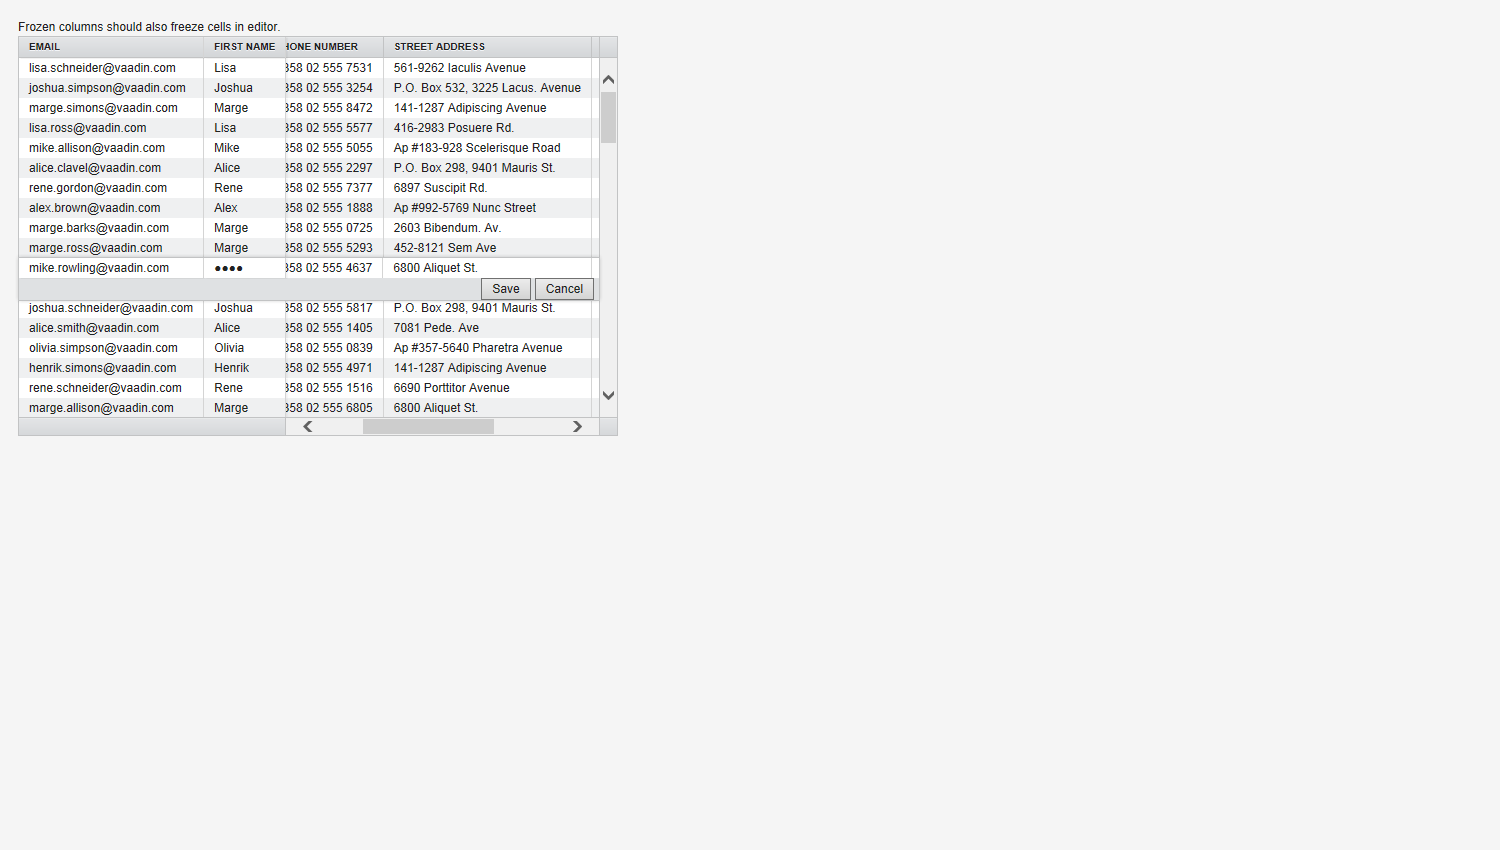 Frozen columns should also freeze cells in editor.
EMAIL FIRST NAME HONE NUMBER STREET ADDRESS
lisa.schneider@vaadin.com Lisa 358 02 555 7531 561-9262 Iaculis Avenue
joshua.simpson@vaadin.com Joshua 358 02 555 3254 P.O. Box 532, 3225 Lacus. Avenue
marge.simons@vaadin.com Marge 358 02 555 8472 141-1287 Adipiscing Avenue
lisa.ross@vaadin.com Lisa 358 02 555 5577 416-2983 Posuere Rd.
mike.allison@vaadin.com Mike 358 02 555 5055 Ap #183-928 Scelerisque Road
alice.clavel@vaadin.com Alice 358 02 555 2297 P.O. Box 298, 9401 Mauris St.
rene.gordon@vaadin.com Rene 358 02 555 7377 6897 Suscipit Rd.
alex.brown@vaadin.com Alex 358 02 555 1888 Ap #992-5769 Nunc Street
marge.barks@vaadin.com Marge 358 02 555 0725 2603 Bibendum. Av.
marge.ross@vaadin.com Marge 358 02 555 5293 452-8121 Sem Ave
mike.rowling@vaadin.com ●●●● 358 02 555 4637 6800 Aliquet St.
Save Cancel
joshua.schneider@vaadin.com Joshua 358 02 555 5817 P.O. Box 298, 9401 Mauris St.
alice.smith@vaadin.com Alice 358 02 555 1405 7081 Pede. Ave
olivia.simpson@vaadin.com Olivia 358 02 555 0839 Ap #357-5640 Pharetra Avenue
henrik.simons@vaadin.com Henrik 358 02 555 4971 141-1287 Adipiscing Avenue
rene.schneider@vaadin.com Rene 358 02 555 1516 6690 Porttitor Avenue
marge.allison@vaadin.com Marge 358 02 555 6805 6800 Aliquet St.